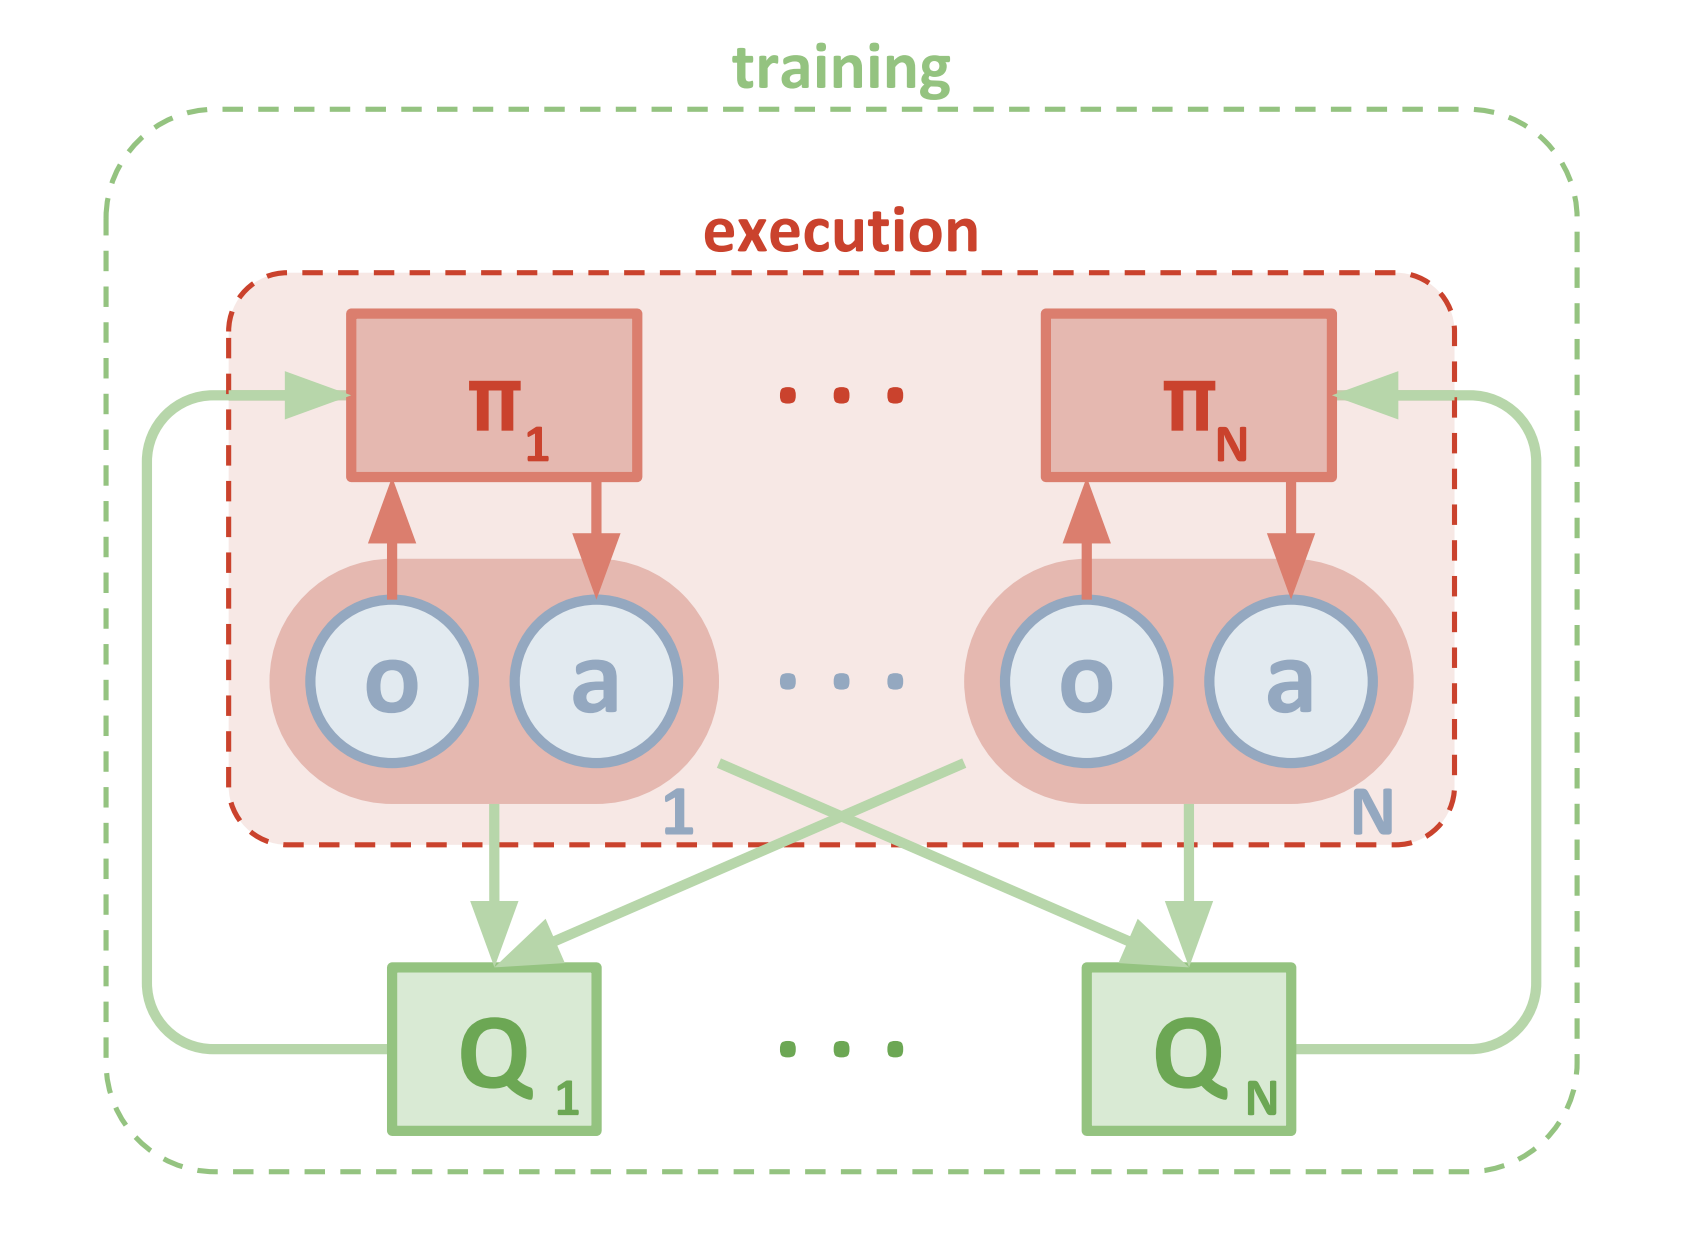 training
execution
π1 . . . πN
o a . . . o a
1 N
Q1 . . . QN